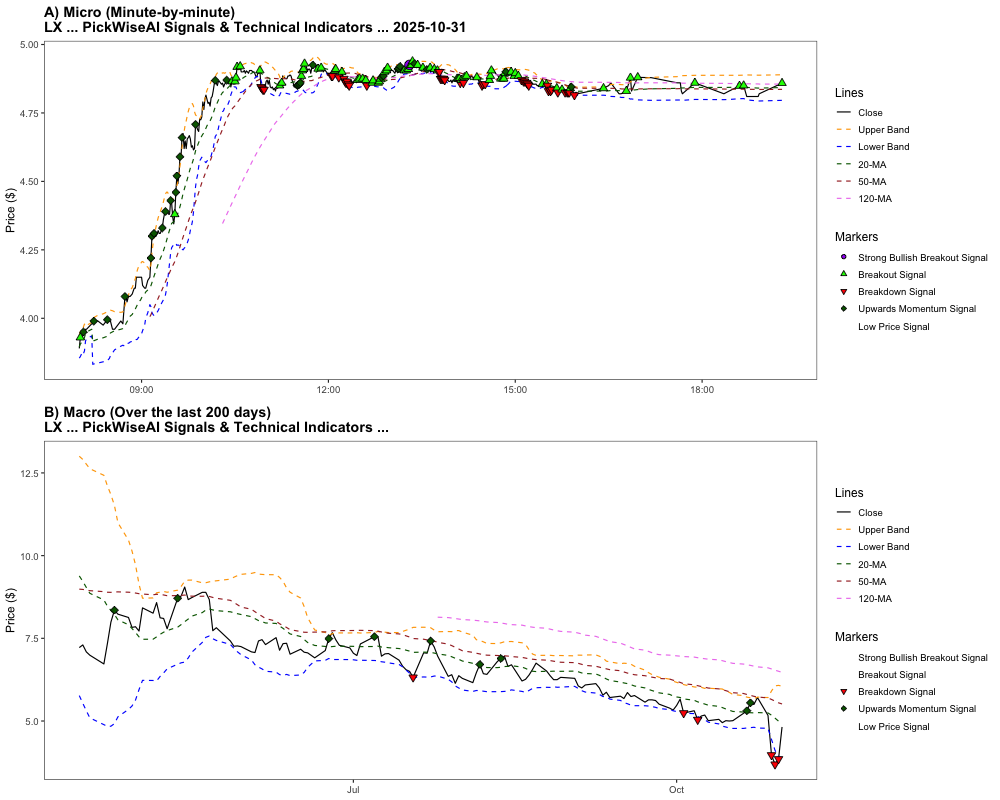 A) Micro (Minute-by-minute)
LX ... PickWiseAI Signals & Technical Indicators ... 2025-10-31
Price ($)
5.00
4.75
4.50
4.25
4.00
09:00
12:00
15:00
18:00
Lines
Close
Upper Band
Lower Band
20-MA
50-MA
120-MA
Markers
Strong Bullish Breakout Signal
Breakout Signal
Breakdown Signal
Upwards Momentum Signal
Low Price Signal
B) Macro (Over the last 200 days)
LX ... PickWiseAI Signals & Technical Indicators ...
Price ($)
12.5
10.0
7.5
5.0
Jul
Oct
Lines
Close
Upper Band
Lower Band
20-MA
50-MA
120-MA
Markers
Strong Bullish Breakout Signal
Breakout Signal
Breakdown Signal
Upwards Momentum Signal
Low Price Signal